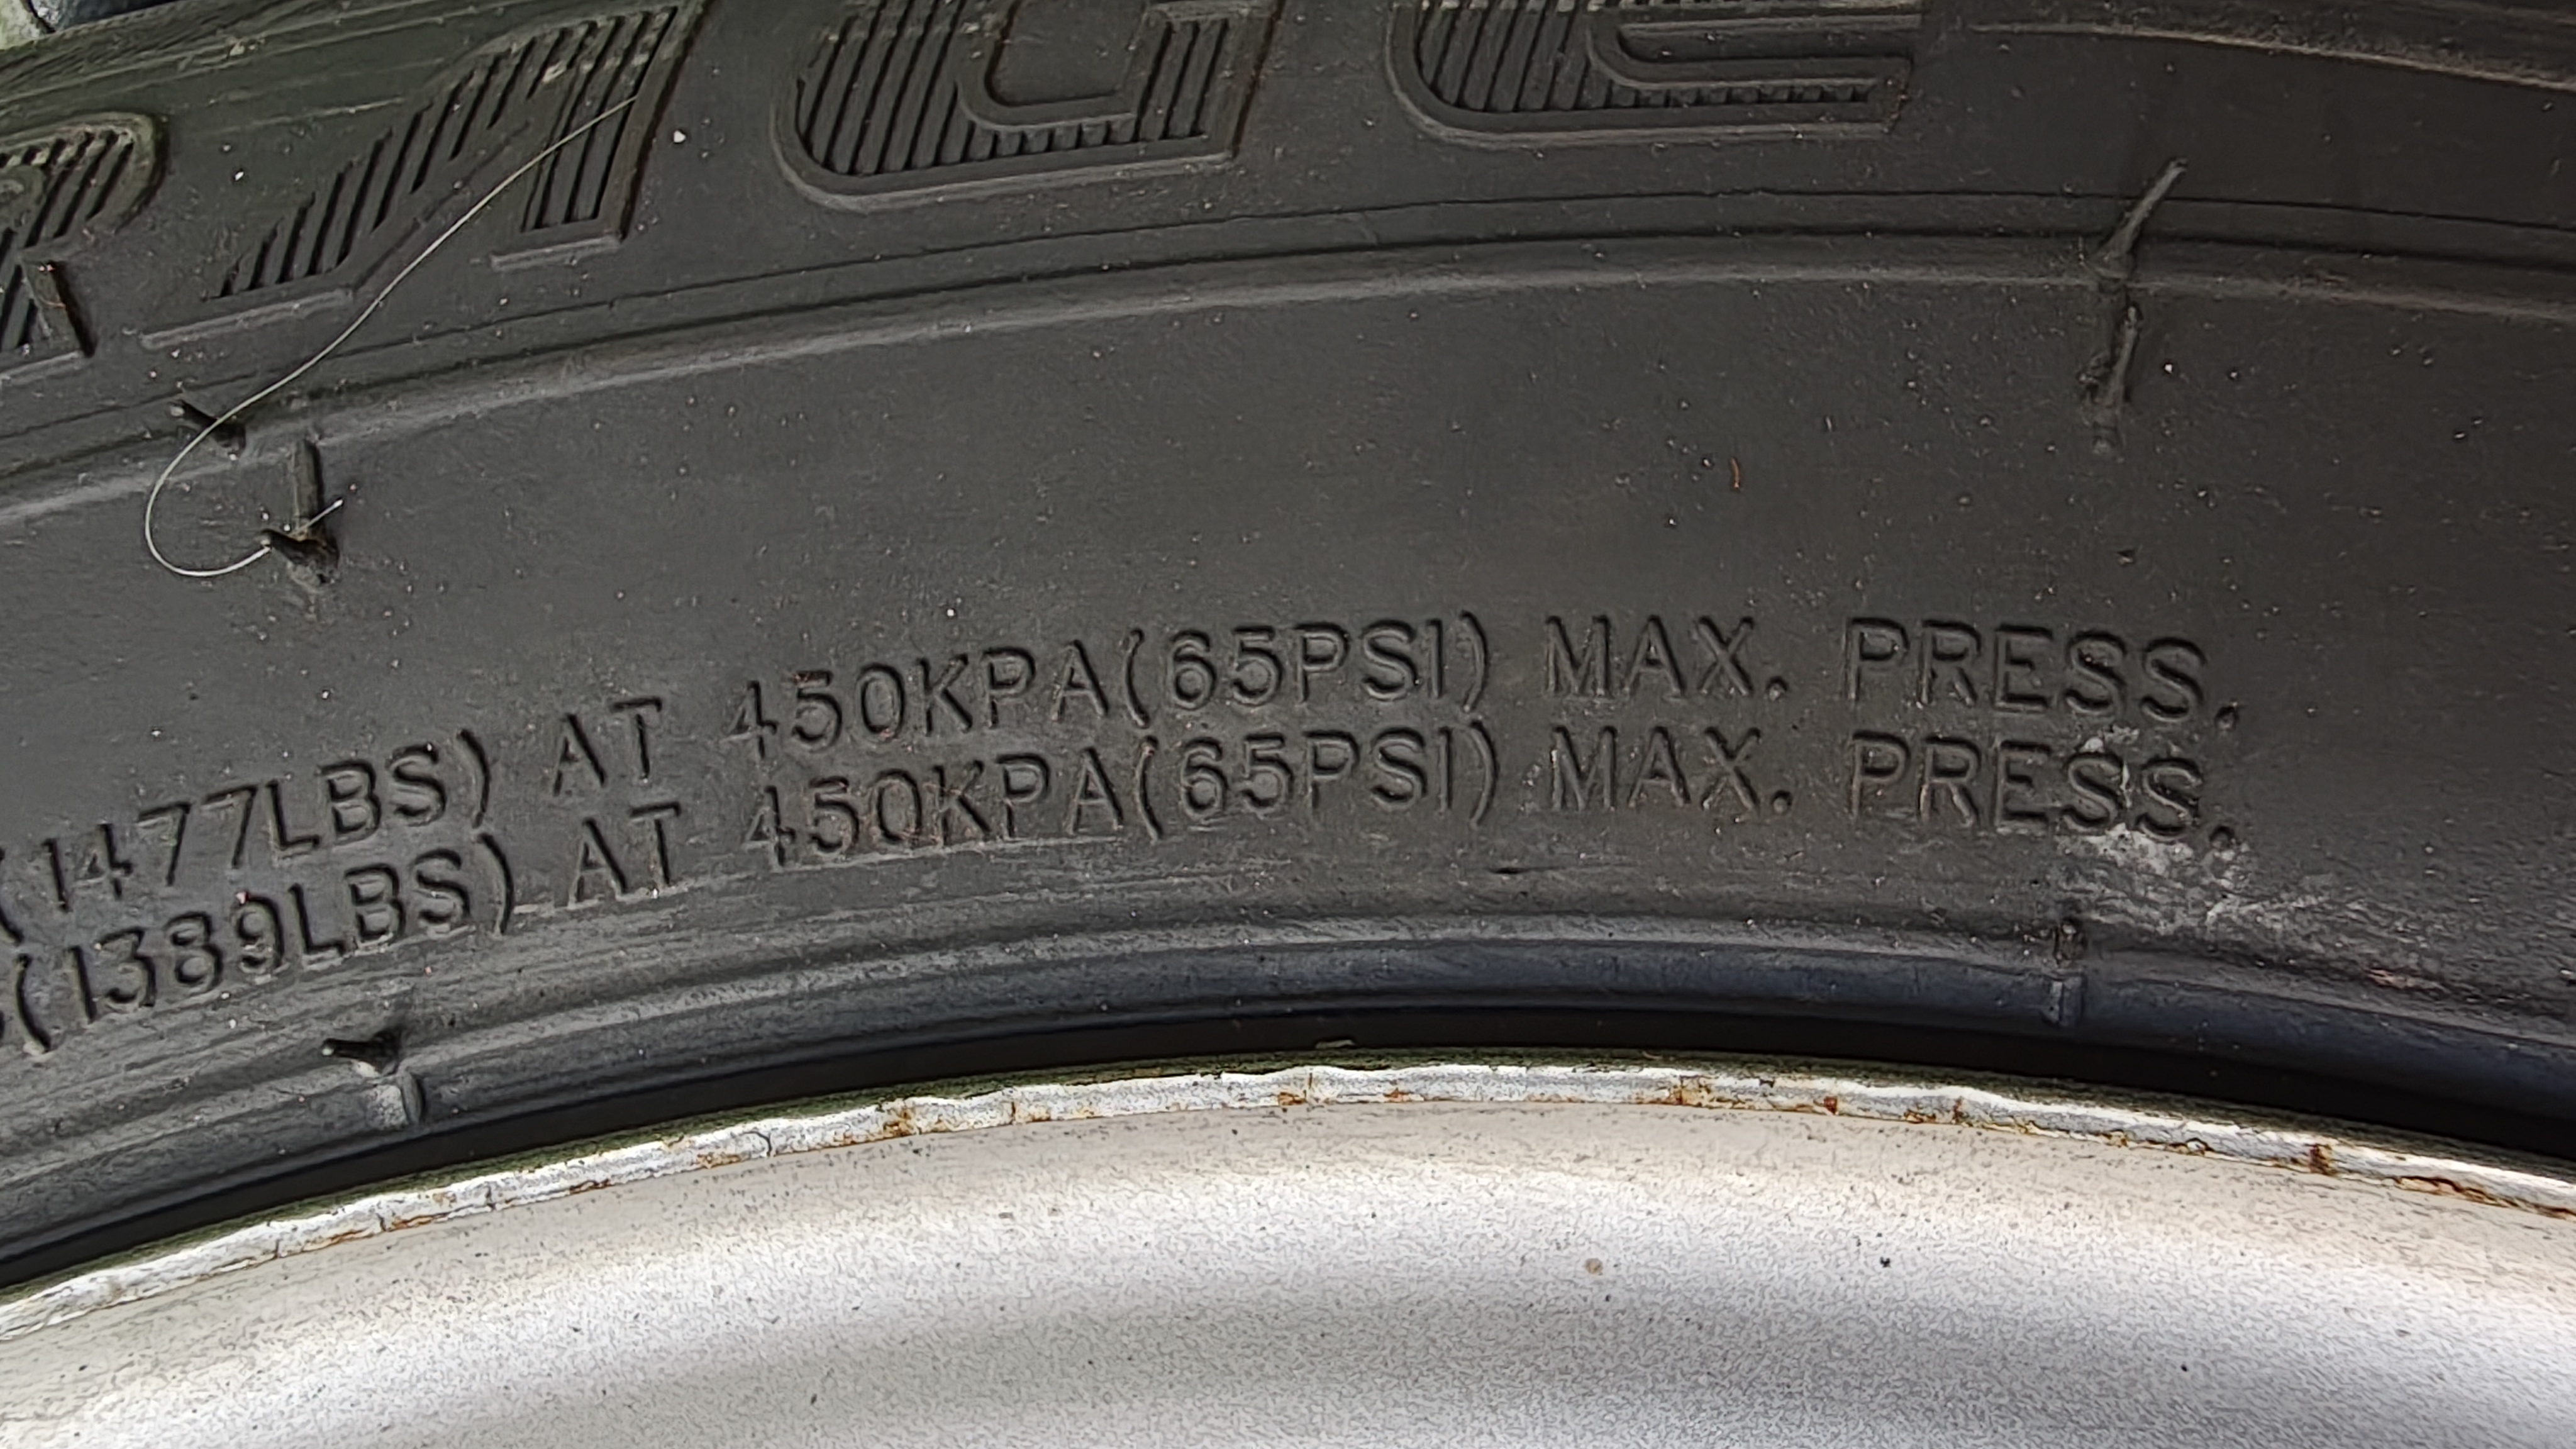 (1477LBS) AT 450KPA(65PSI) MAX. PRESS.
(1389LBS) AT 450KPA(65PSI) MAX. PRESS.